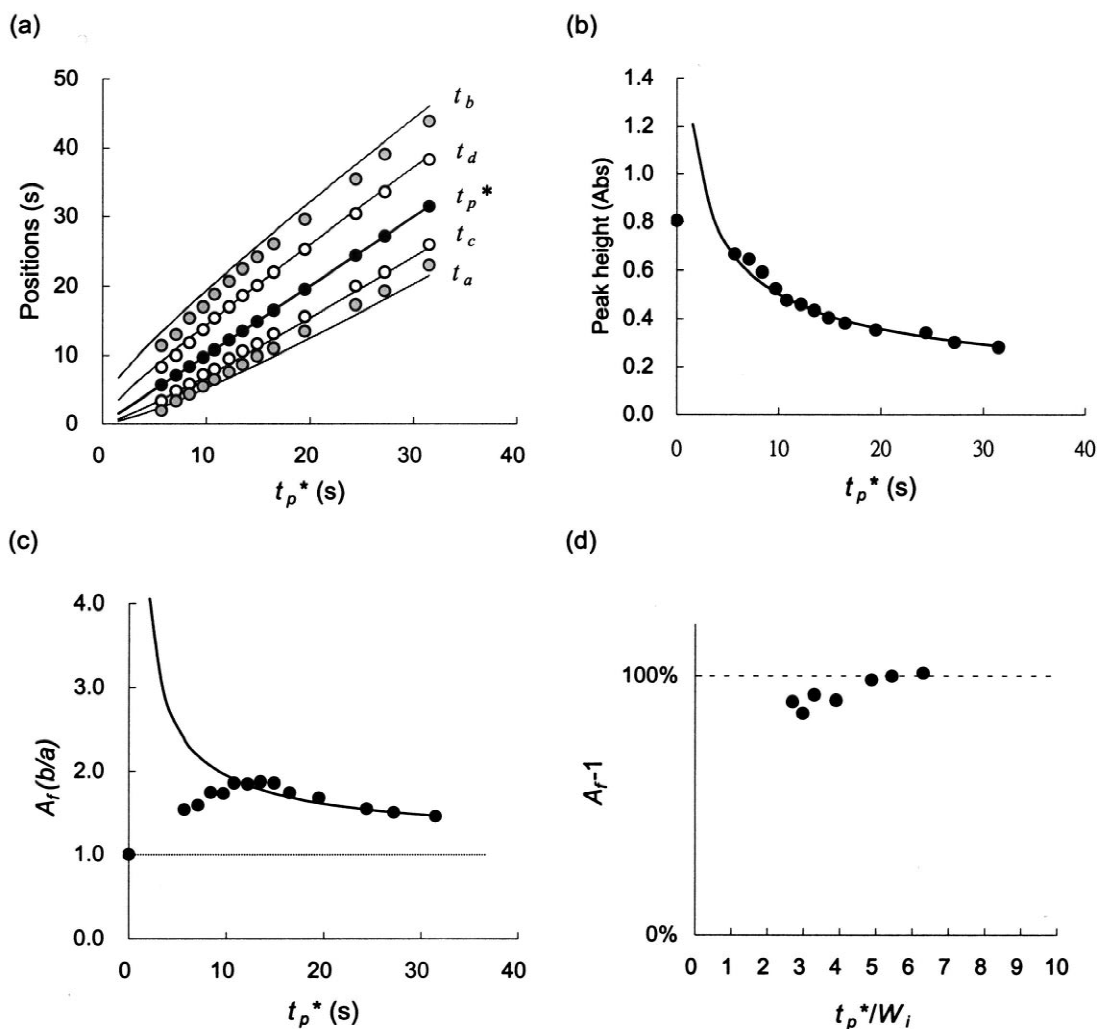 (a)
Positions (s)
50
40
30
20
10
0
0 10 20 30 40
t_p* (s)
t_b
t_d
t_p*
t_c
t_a
(b)
Peak height (Abs)
1.4
1.2
1.0
0.8
0.6
0.4
0.2
0.0
0 10 20 30 40
t_p* (s)
(c)
A_f (b/a)
4.0
3.0
2.0
1.0
0.0
0 10 20 30 40
t_p* (s)
(d)
A_f-1
100%
0%
0 1 2 3 4 5 6 7 8 9 10
t_p*/W_i